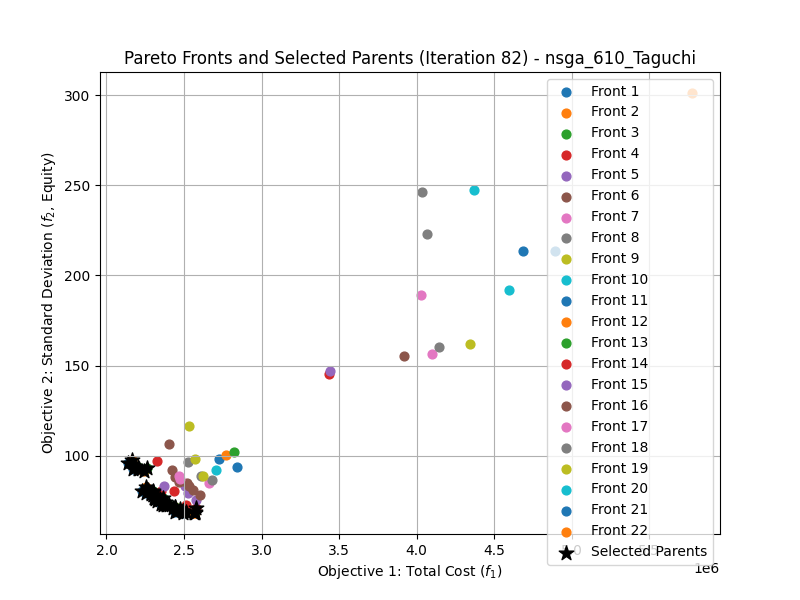 Pareto Fronts and Selected Parents (Iteration 82) - nsga_610_Taguchi
300
250
200
150
100
Objective 2: Standard Deviation (f2, Equity)
2.0 2.5 3.0 3.5 4.0 4.5 5.0 5.5
1e6
Objective 1: Total Cost (f1)
Front 1
Front 2
Front 3
Front 4
Front 5
Front 6
Front 7
Front 8
Front 9
Front 10
Front 11
Front 12
Front 13
Front 14
Front 15
Front 16
Front 17
Front 18
Front 19
Front 20
Front 21
Front 22
Selected Parents